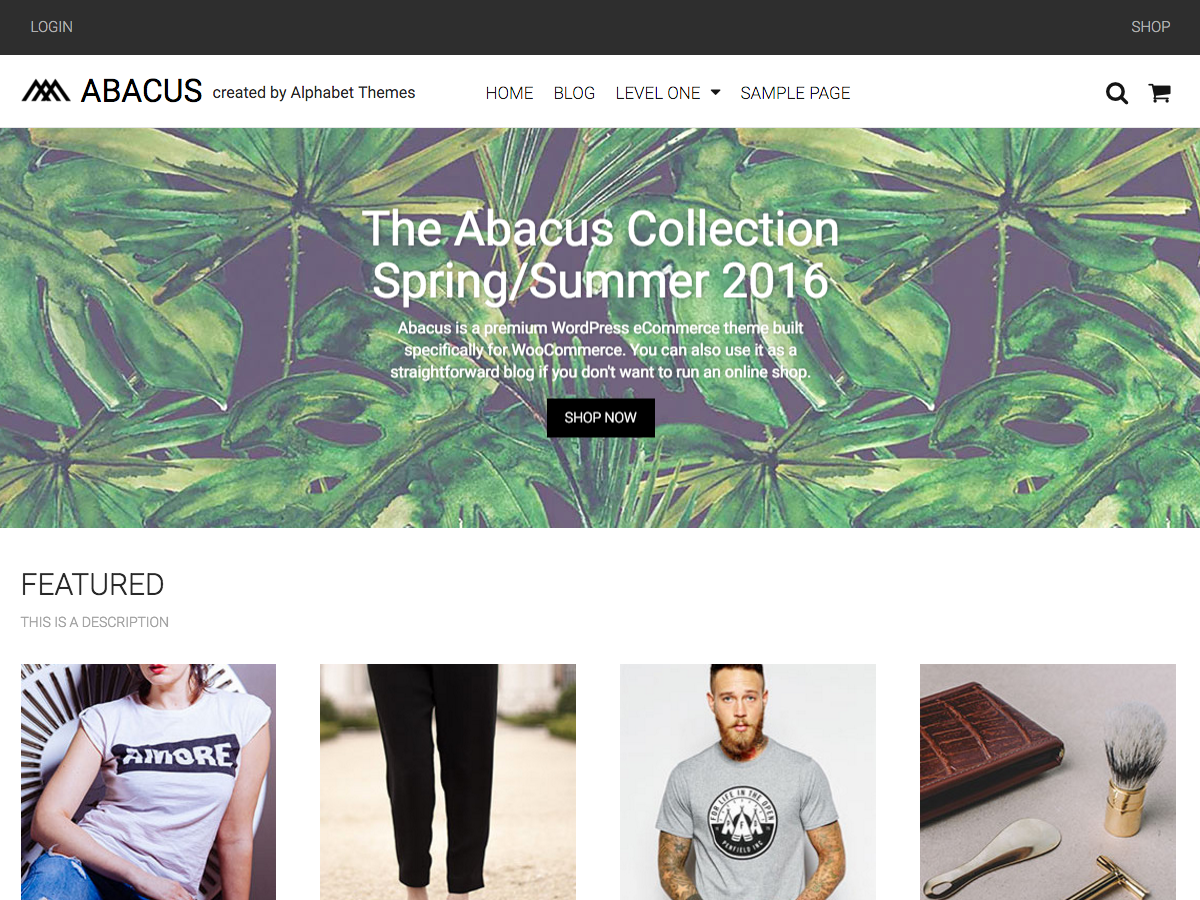 LOGIN
SHOP
ABACUS created by Alphabet Themes
HOME BLOG LEVEL ONE SAMPLE PAGE
The Abacus Collection
Spring/Summer 2016
Abacus is a premium WordPress eCommerce theme built
specifically for WooCommerce. You can also use it as a
straightforward blog if you don't want to run an online shop.
SHOP NOW
FEATURED
THIS IS A DESCRIPTION
AMORE
FOR LIFE IN THE OPEN
PENFIELD INC